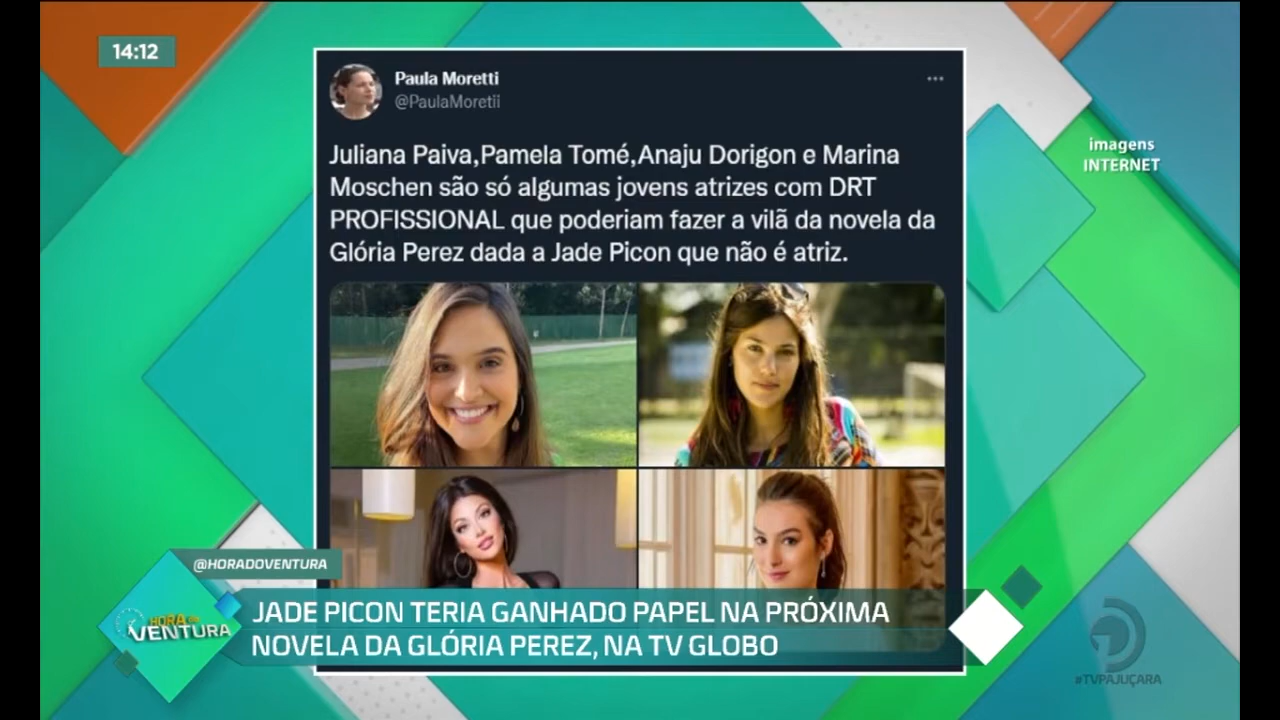 14:12
Paula Moretti
@PaulaMoretii
Juliana Paiva,Pamela Tomé,Anaju Dorigon e Marina
Moschen são só algumas jovens atrizes com DRT
PROFISSIONAL que poderiam fazer a vilã da novela da
Glória Perez dada a Jade Picon que não é atriz.
imagens
INTERNET
@HORADOVENTURA
HORA DO
VENTURA
JADE PICON TERIA GANHADO PAPEL NA PRÓXIMA
NOVELA DA GLÓRIA PEREZ, NA TV GLOBO
#TVPAJUÇARA